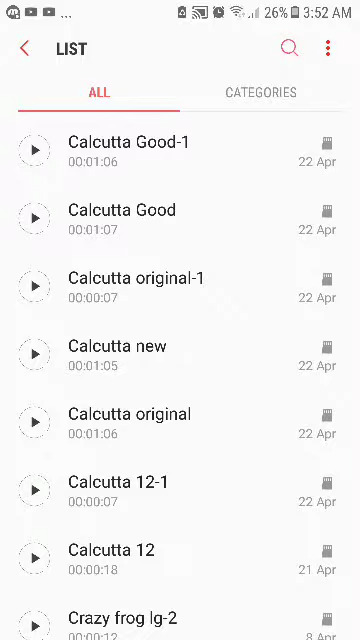 ... 26% 3:52 AM
LIST
ALL CATEGORIES
Calcutta Good-1
00:01:06 22 Apr
Calcutta Good
00:01:07 22 Apr
Calcutta original-1
00:00:07 22 Apr
Calcutta new
00:01:05 22 Apr
Calcutta original
00:01:06 22 Apr
Calcutta 12-1
00:00:07 22 Apr
Calcutta 12
00:00:18 21 Apr
Crazy frog lg-2
00:00:12 8 Apr